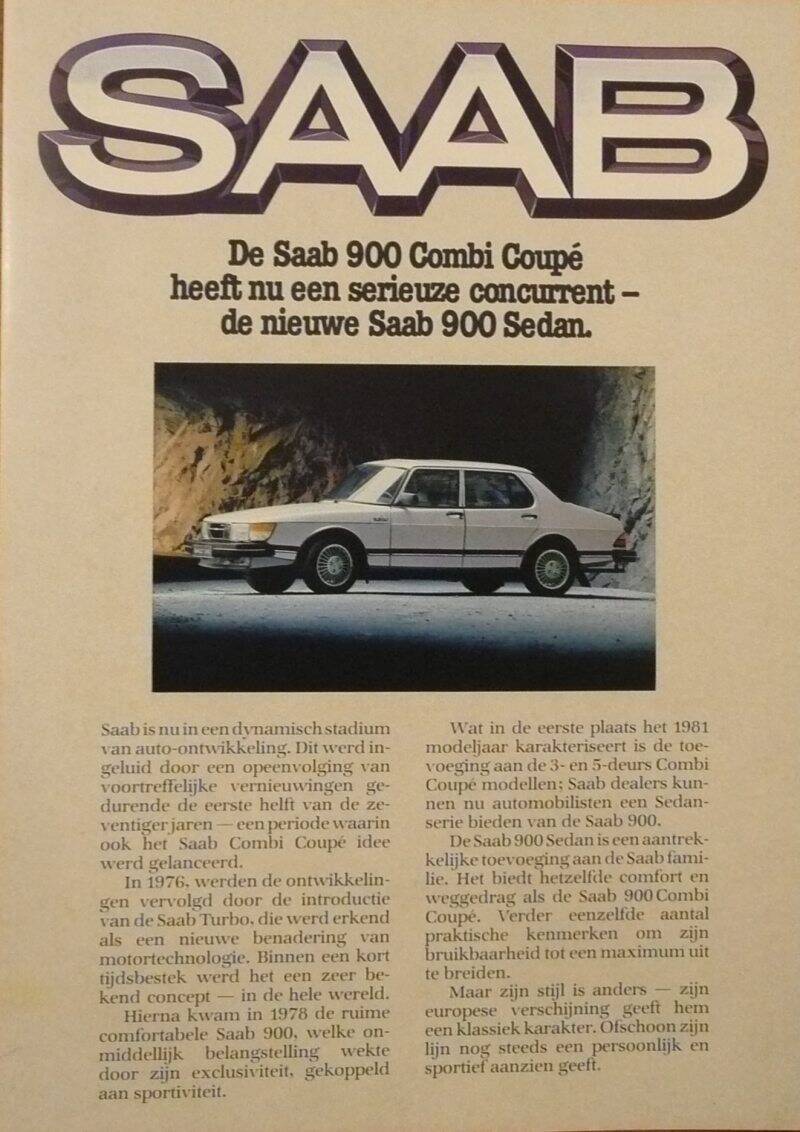 SAAB
De Saab 900 Combi Coupé
heeft nu een serieuze concurrent –
de nieuwe Saab 900 Sedan.
Saab is nu in een dynamisch stadium
van auto-ontwikkeling. Dit werd in-
geluid door een opeenvolging van
voortreffelijke vernieuwingen ge-
durende de eerste helft van de ze-
ventiger jaren — een periode waarin
ook het Saab Combi Coupé idee
werd gelanceerd.
In 1976, werden de ontwikkelin-
gen vervolgd door de introductie
van de Saab Turbo, die werd erkend
als een nieuwe benadering van
motortechnologie. Binnen een kort
tijdsbestek werd het een zeer be-
kend concept — in de hele wereld.
Hierna kwam in 1978 de ruime
comfortabele Saab 900, welke on-
middellijk belangstelling wekte
door zijn exclusiviteit, gekoppeld
aan sportiviteit.
Wat in de eerste plaats het 1981
modeljaar karakteriseert is de toe-
voeging aan de 3- en 5-deurs Combi
Coupé modellen; Saab dealers kun-
nen nu automobilisten een Sedan-
serie bieden van de Saab 900.
De Saab 900 Sedan is een aantrek-
kelijke toevoeging aan de Saab fami-
lie. Het biedt hetzelfde comfort en
weggedrag als de Saab 900 Combi
Coupé. Verder eenzelfde aantal
praktische kenmerken om zijn
bruikbaarheid tot een maximum uit
te breiden.
Maar zijn stijl is anders — zijn
europese verschijning geeft hem
een klassiek karakter. Ofschoon zijn
lijn nog steeds een persoonlijk en
sportief aanzien geeft.